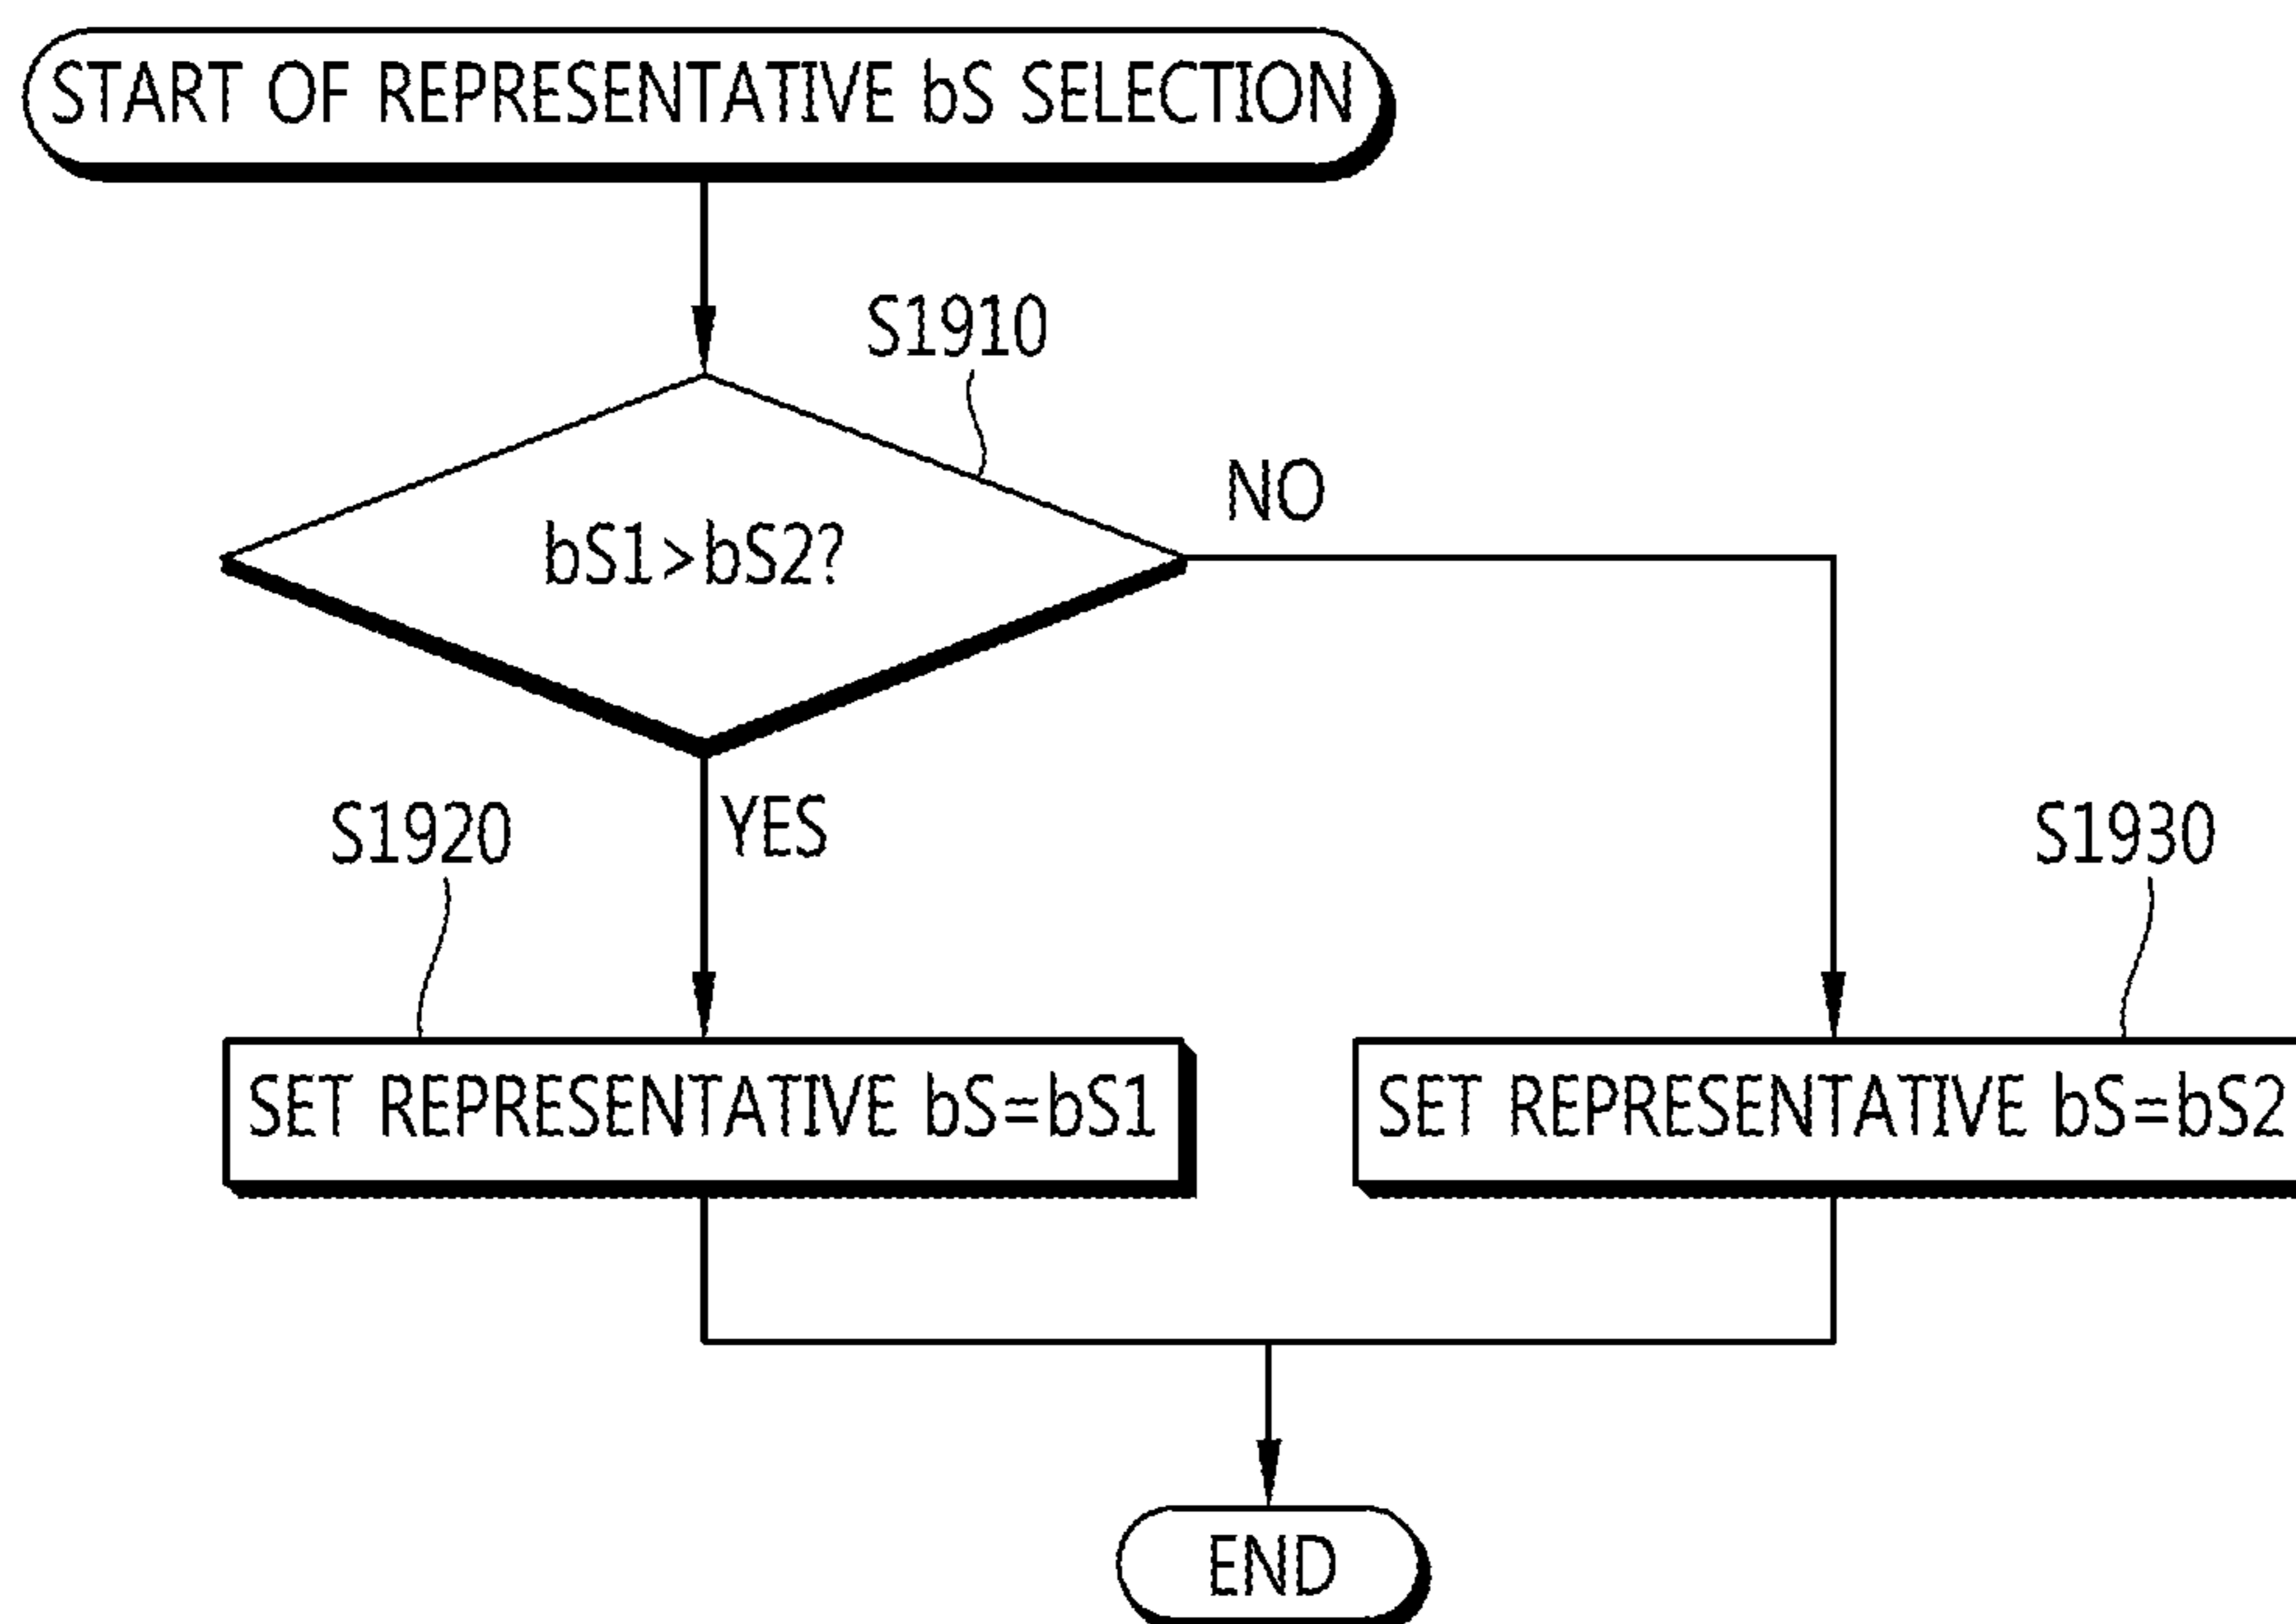 START OF REPRESENTATIVE bS SELECTION
S1910
NO
bS1>bS2?
YES
S1920
S1930
SET REPRESENTATIVE bS=bS1
SET REPRESENTATIVE bS=bS2
END